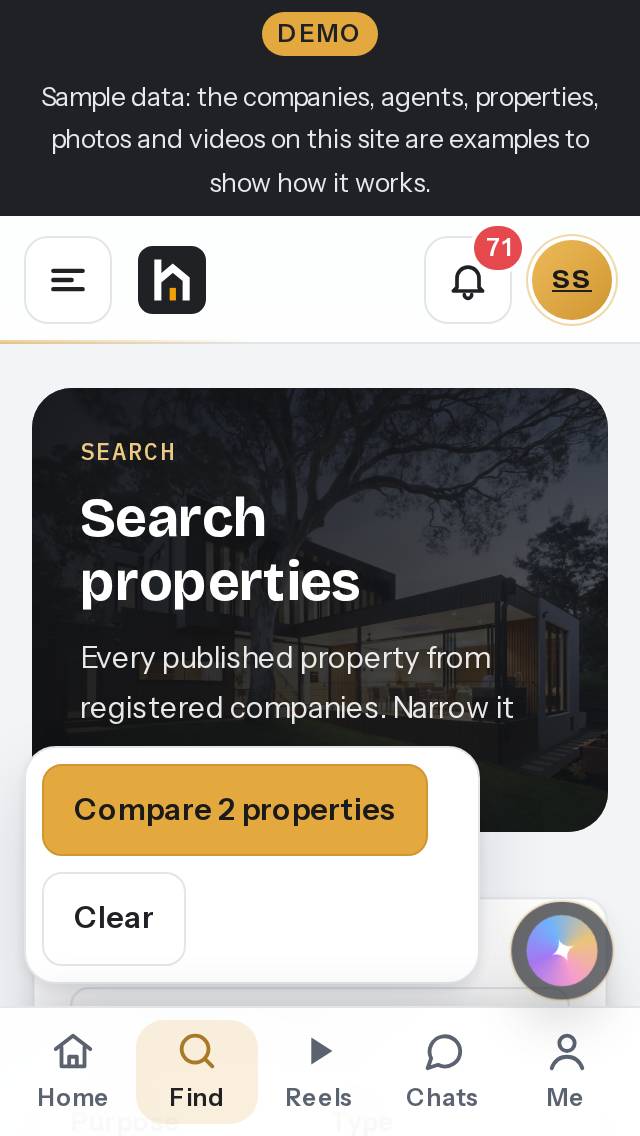 DEMO
Sample data: the companies, agents, properties,
photos and videos on this site are examples to
show how it works.
71
SS
SEARCH
Search
properties
Every published property from
registered companies. Narrow it
Compare 2 properties
Clear
Home
Find
Reels
Chats
Me
Purpose
Type